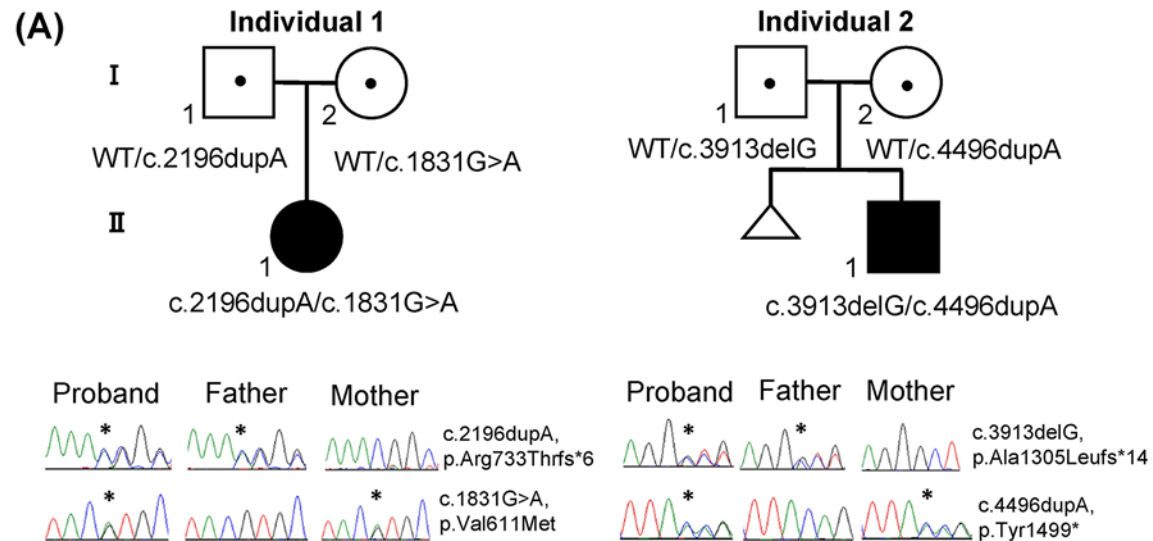 (A)
Individual 1
Individual 2
I
1
2
1
2
WT/c.2196dupA
WT/c.1831G>A
WT/c.3913delG
WT/c.4496dupA
II
1
1
c.2196dupA/c.1831G>A
c.3913delG/c.4496dupA
Proband
Father
Mother
Proband
Father
Mother
*
*
c.2196dupA,
p.Arg733Thrfs*6
*
*
c.3913delG,
p.Ala1305Leufs*14
*
*
c.1831G>A,
p.Val611Met
*
*
c.4496dupA,
p.Tyr1499*